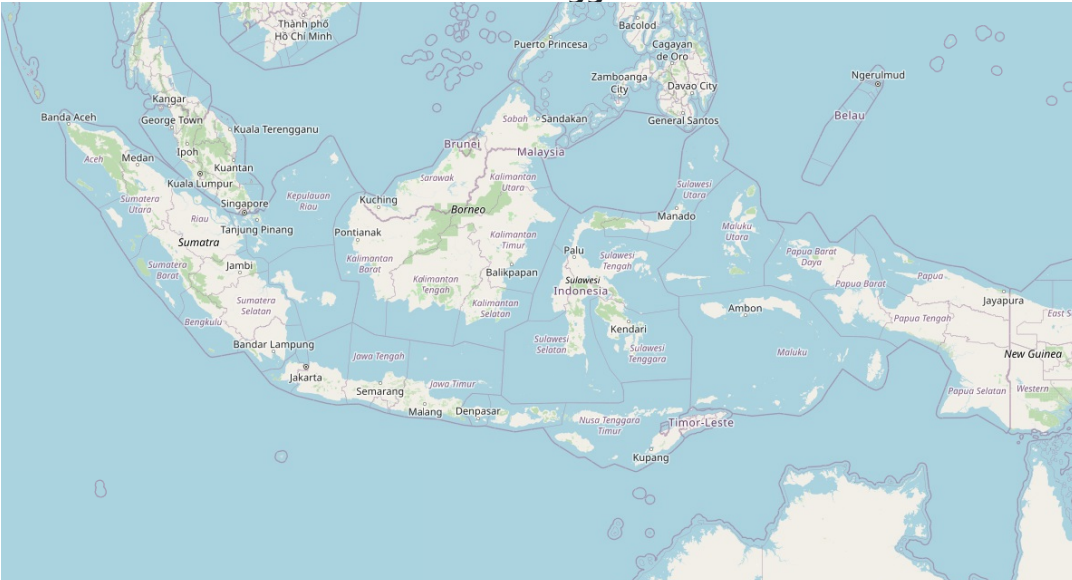 Thành phố
Hồ Chí Minh
Bacolod
Puerto Princesa
Cagayan
de Oro
Zamboanga
City
Davao City
Ngerulmud
Kangar
Banda Aceh
George Town
Kuala Terengganu
Sabah
Sandakan
General Santos
Belau
Ipoh
Brunei
Malaysia
Aceh
Medan
Kuantan
Kuala Lumpur
Sarawak
Kalimantan
Utara
Sulawesi
Utara
Sumatera
Utara
Kepulauan
Riau
Singapore
Kuching
Borneo
Riau
Manado
Tanjung Pinang
Pontianak
Maluku
Utara
Sumatra
Kalimantan
Timur
Palu
Sulawesi
Tengah
Papua Barat
Daya
Sumatera
Barat
Jambi
Kalimantan
Barat
Balikpapan
Kalimantan
Tengah
Sulawesi
Indonesia
Papua Barat
Papua
Sumatera
Selatan
Kalimantan
Selatan
Ambon
Jayapura
Bengkulu
Papua Tengah
East S
Kendari
Bandar Lampung
Sulawesi
Selatan
Sulawesi
Tenggara
Jawa Tengah
Maluku
New Guinea
Jakarta
Semarang
Jawa Timur
Papua Selatan
Western
Malang
Denpasar
Nusa Tenggara
Timur
Timor-Leste
Kupang